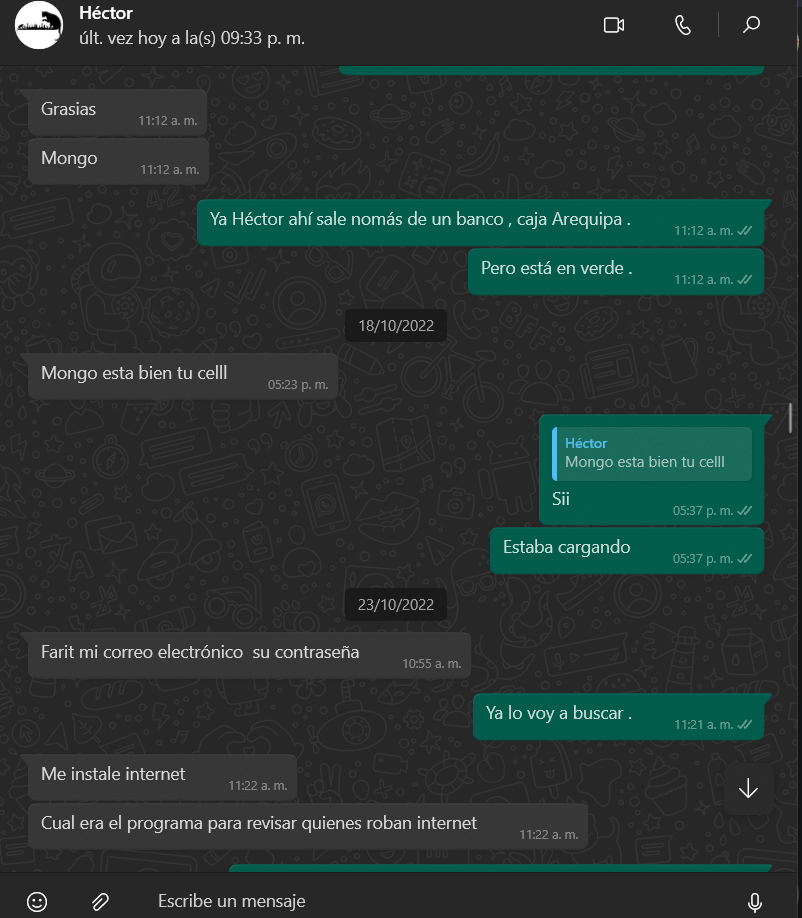 Héctor
últ. vez hoy a la(s) 09:33 p. m.
Grasias
11:12 a. m.
Mongo
11:12 a. m.
Ya Héctor ahí sale nomás de un banco , caja Arequipa .
11:12 a. m.
Pero está en verde .
11:12 a. m.
18/10/2022
Mongo esta bien tu celll
05:23 p. m.
Héctor
Mongo esta bien tu celll
Sii
05:37 p. m.
Estaba cargando
05:37 p. m.
23/10/2022
Farit mi correo electrónico  su contraseña
10:55 a. m.
Ya lo voy a buscar .
11:21 a. m.
Me instale internet
11:22 a. m.
Cual era el programa para revisar quienes roban internet
11:22 a. m.
Escribe un mensaje